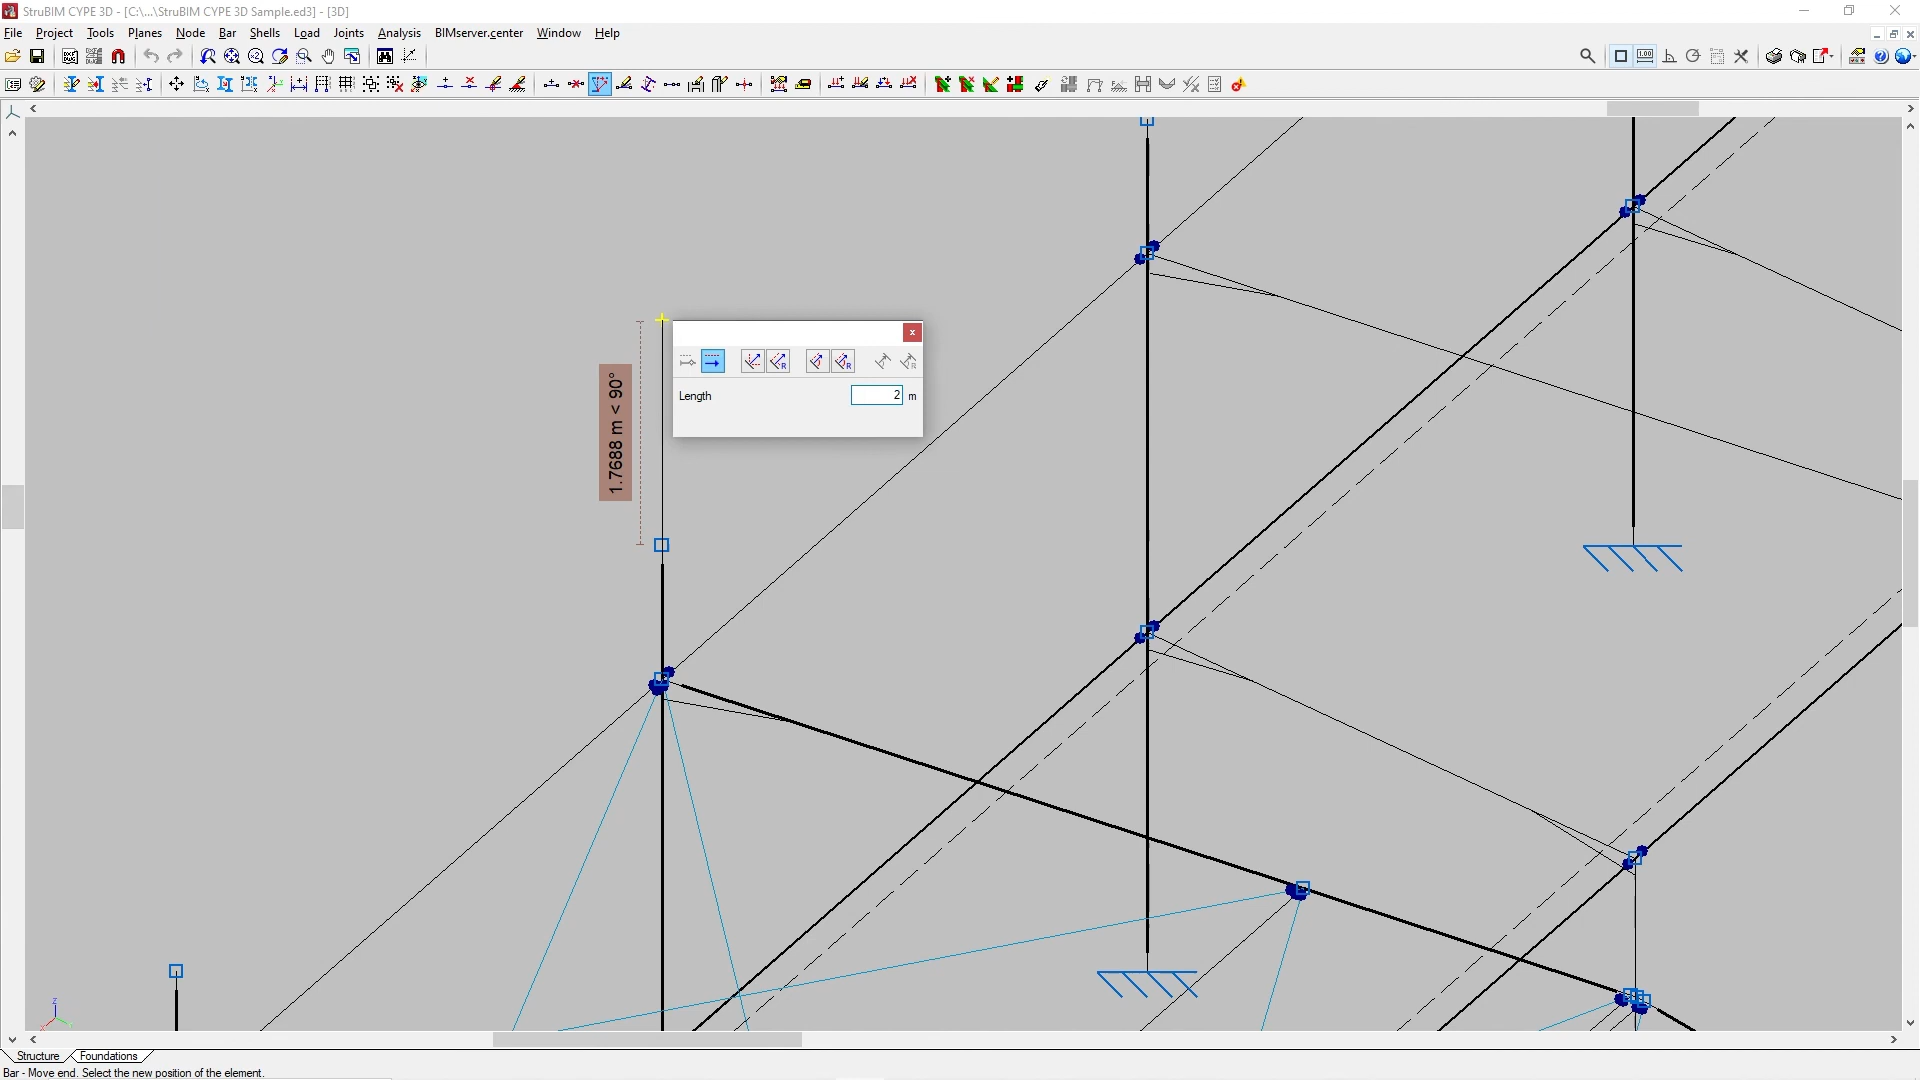 StruBIM CYPE 3D - [C:\...\StruBIM CYPE 3D Sample.ed3] - [3D]
File Project Tools Planes Node Bar Shells Load Joints Analysis BIMserver.center Window Help
1.7688 m < 90°
Length 2 m
Z
Structure Foundations
Bar - Move end. Select the new position of the element.